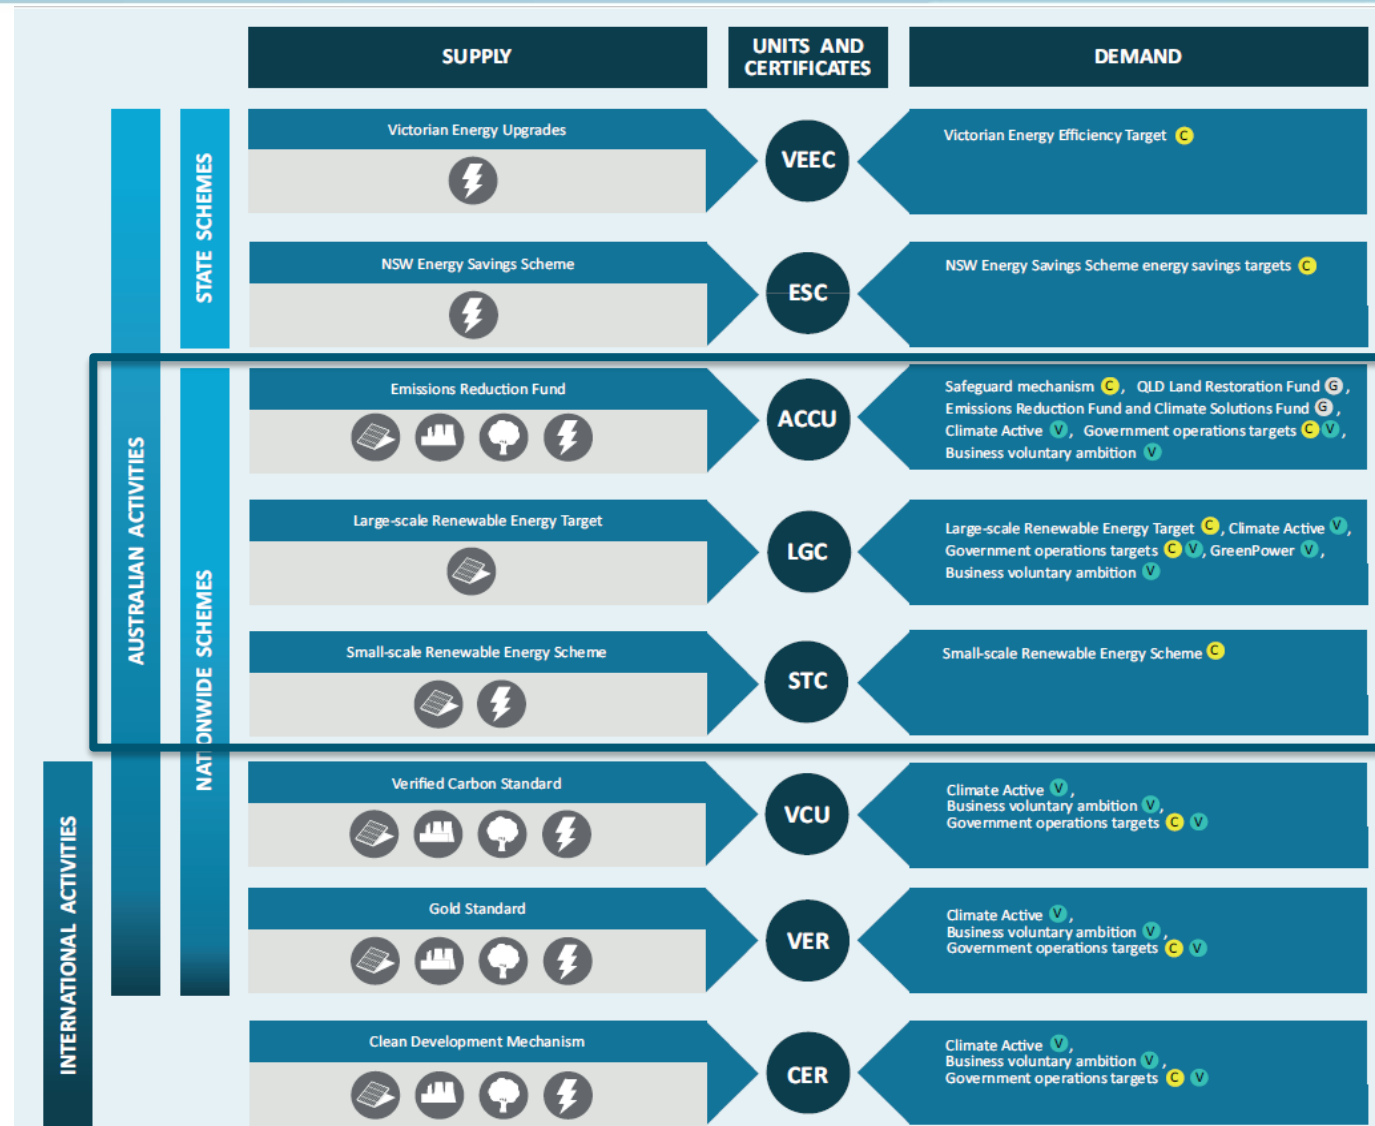 SUPPLY
UNITS AND
CERTIFICATES
DEMAND
AUSTRALIAN ACTIVITIES
STATE SCHEMES
Victorian Energy Upgrades
VEEC
Victorian Energy Efficiency Target C
NSW Energy Savings Scheme
ESC
NSW Energy Savings Scheme energy savings targets C
NATIONWIDE SCHEMES
Emissions Reduction Fund
ACCU
Safeguard mechanism C, QLD Land Restoration Fund G,
Emissions Reduction Fund and Climate Solutions Fund G,
Climate Active V, Government operations targets C V,
Business voluntary ambition V
Large-scale Renewable Energy Target
LGC
Large-scale Renewable Energy Target C, Climate Active V,
Government operations targets C V, GreenPower V,
Business voluntary ambition V
Small-scale Renewable Energy Scheme
STC
Small-scale Renewable Energy Scheme C
INTERNATIONAL ACTIVITIES
Verified Carbon Standard
VCU
Climate Active V,
Business voluntary ambition V,
Government operations targets C V
Gold Standard
VER
Climate Active V,
Business voluntary ambition V,
Government operations targets C V
Clean Development Mechanism
CER
Climate Active V,
Business voluntary ambition V,
Government operations targets C V